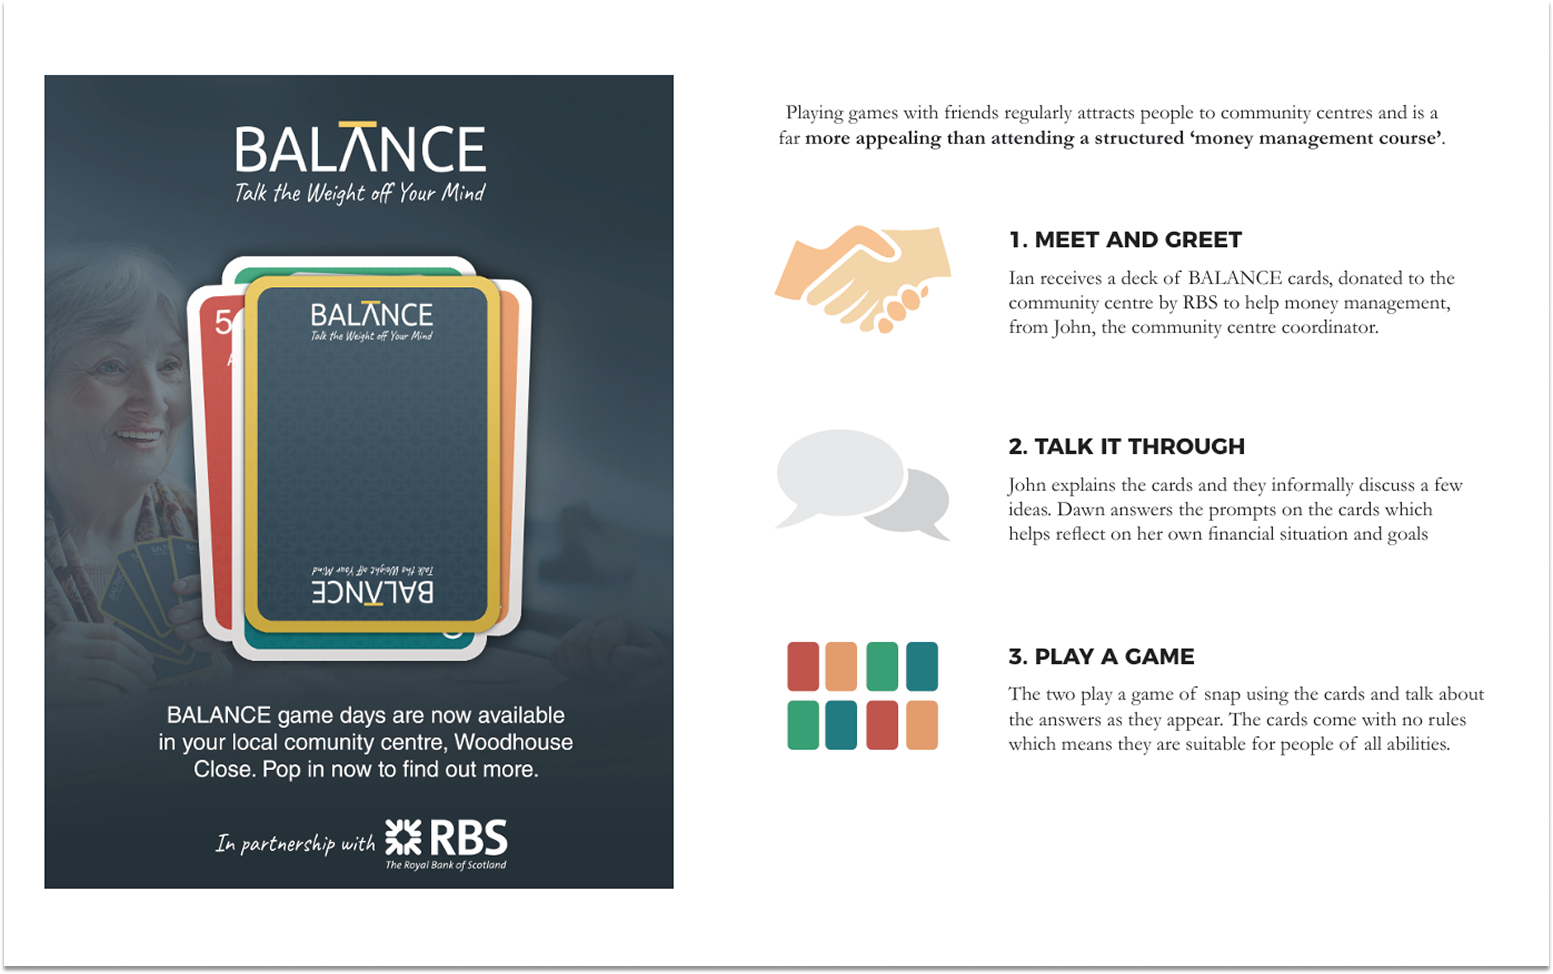 BALANCE
Talk the Weight off Your Mind
5
A
BALANCE
Talk the Weight off Your Mind
Talk the Weight off Your Mind
BALANCE
BALANCE game days are now available
in your local comunity centre, Woodhouse
Close. Pop in now to find out more.
In partnership with RBS
The Royal Bank of Scotland
Playing games with friends regularly attracts people to community centres and is a
far more appealing than attending a structured ‘money management course’.
1. MEET AND GREET
Ian receives a deck of BALANCE cards, donated to the
community centre by RBS to help money management,
from John, the community centre coordinator.
2. TALK IT THROUGH
John explains the cards and they informally discuss a few
ideas. Dawn answers the prompts on the cards which
helps reflect on her own financial situation and goals
3. PLAY A GAME
The two play a game of snap using the cards and talk about
the answers as they appear. The cards come with no rules
which means they are suitable for people of all abilities.